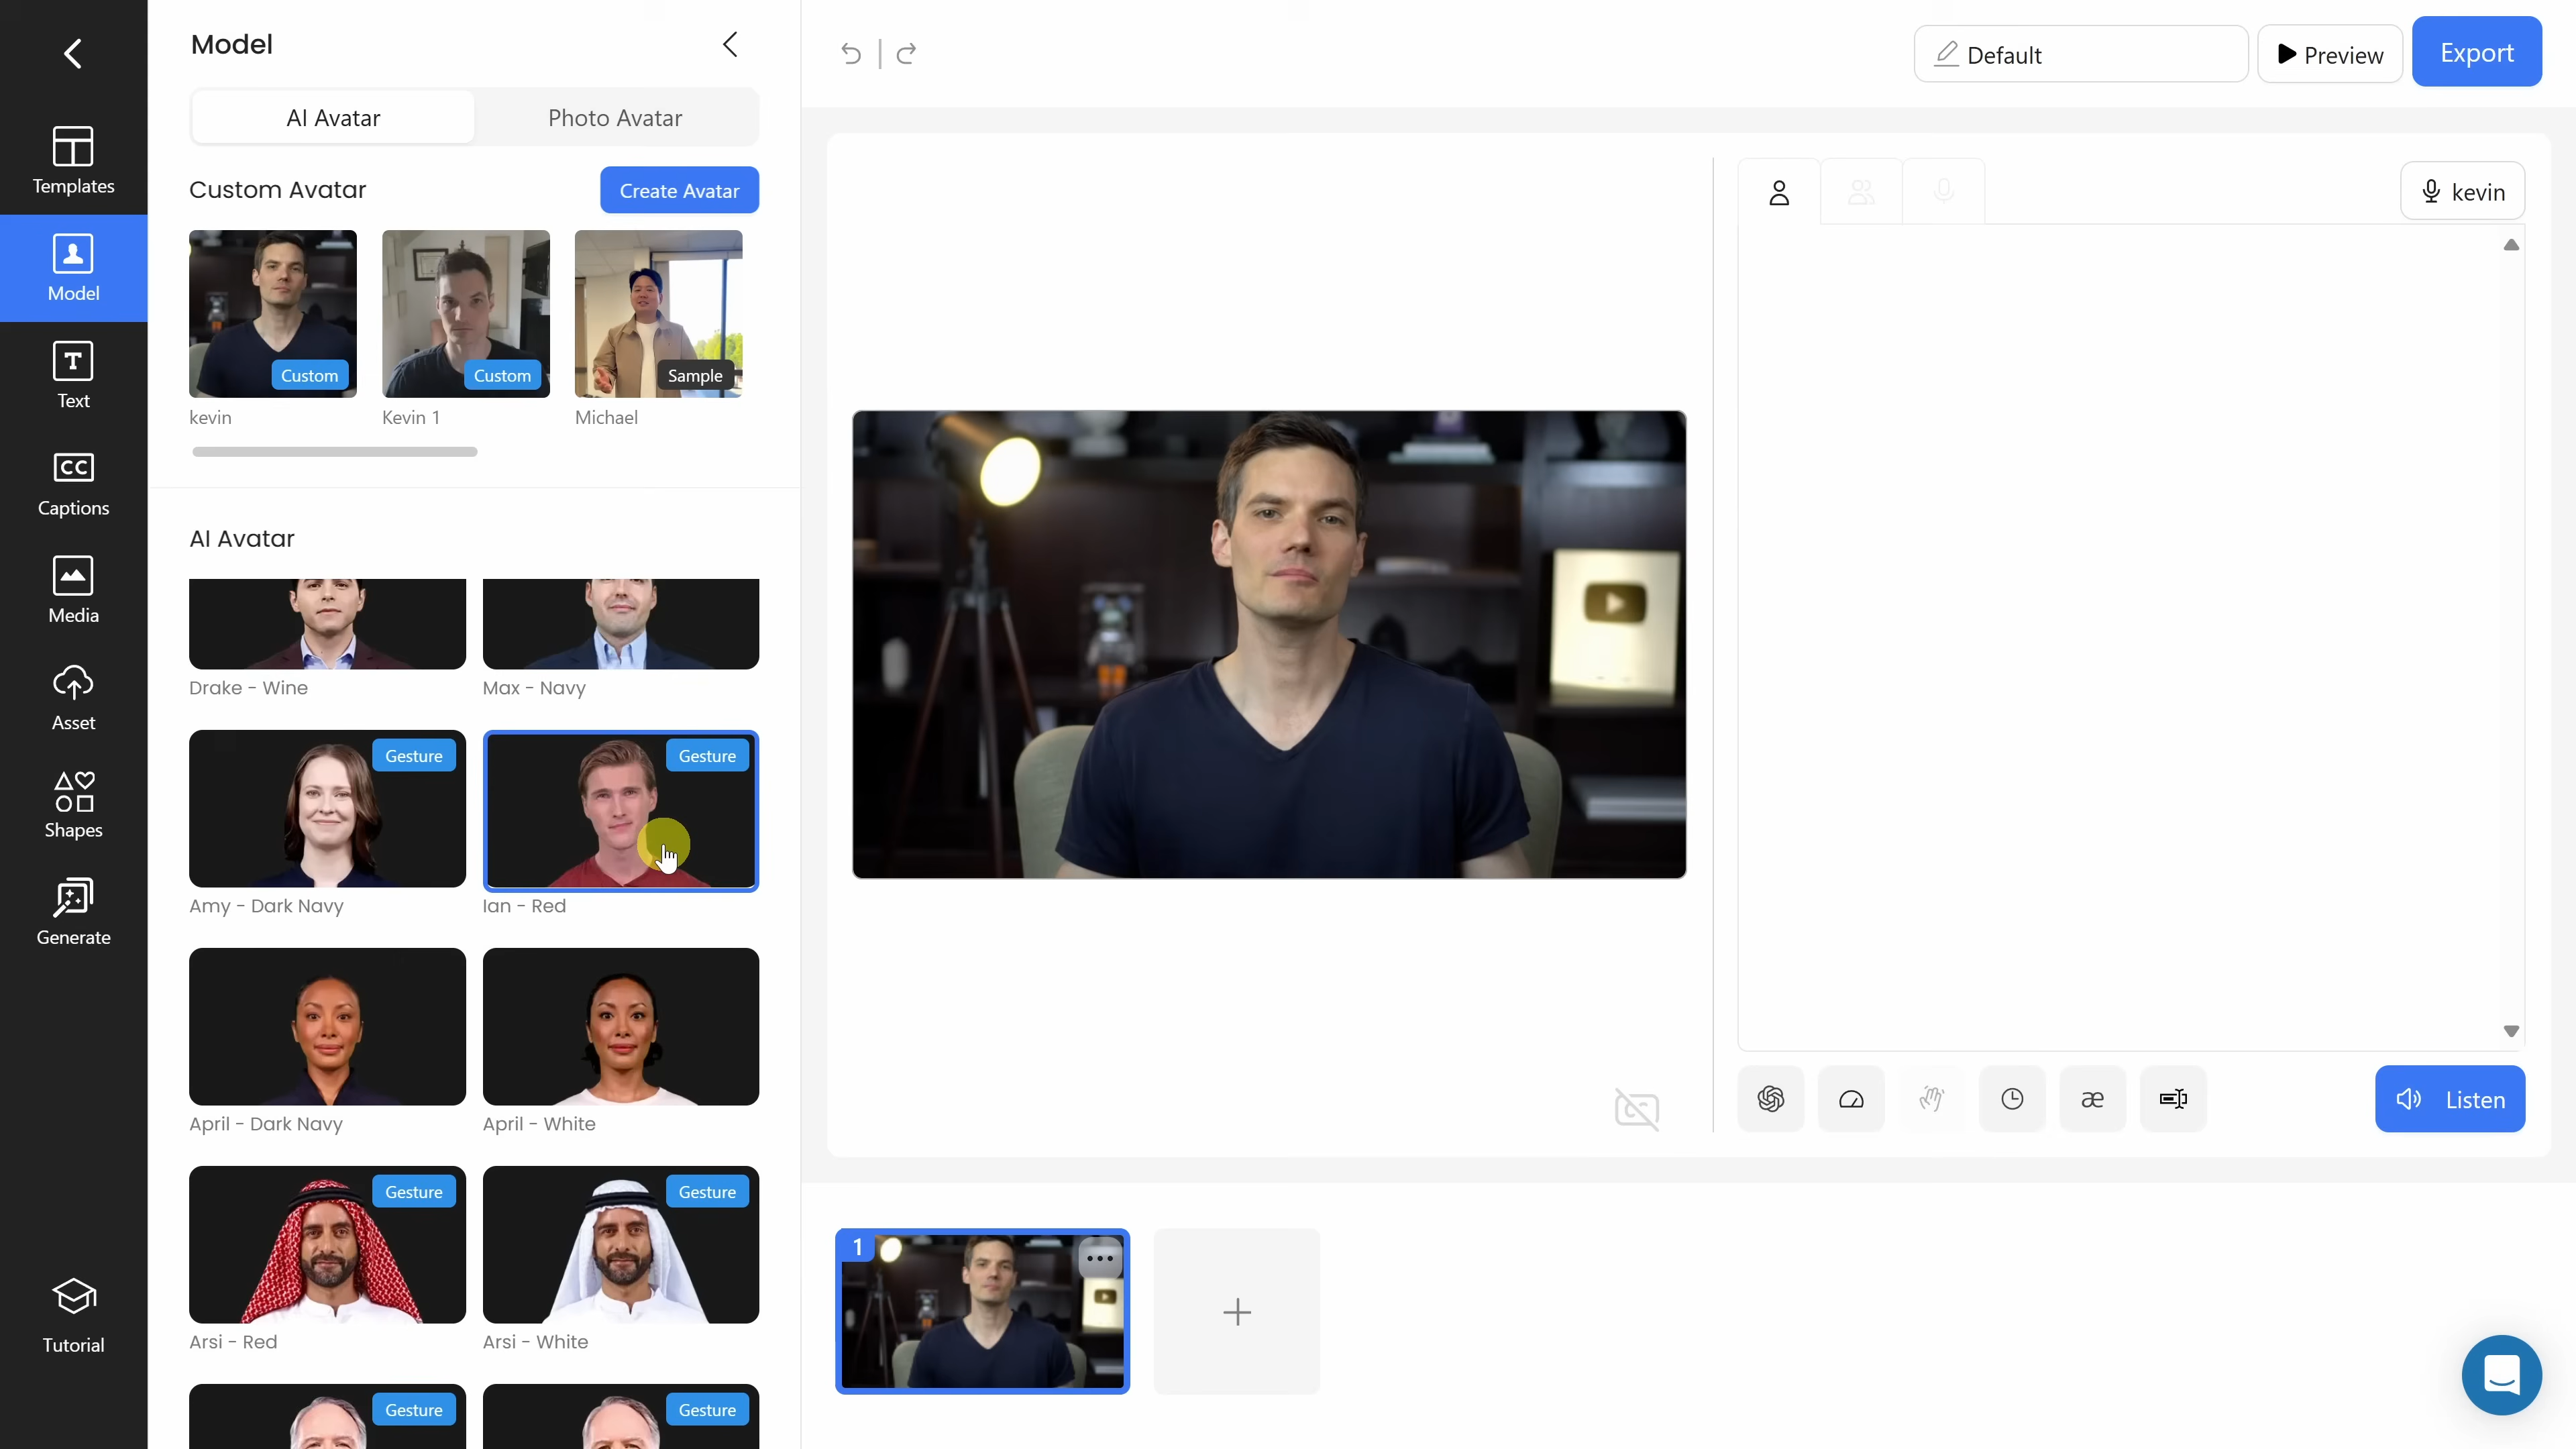 Model
AI Avatar
Photo Avatar
Custom Avatar
Create Avatar
Custom
Custom
Sample
kevin
Kevin 1
Michael
AI Avatar
Drake - Wine
Max - Navy
Gesture
Gesture
Amy - Dark Navy
Ian - Red
April - Dark Navy
April - White
Gesture
Gesture
Arsi - Red
Arsi - White
Gesture
Gesture
Templates
Model
T
Text
CC
Captions
Media
Asset
Shapes
Generate
Tutorial
Default
Preview
Export
kevin
æ
Listen
1